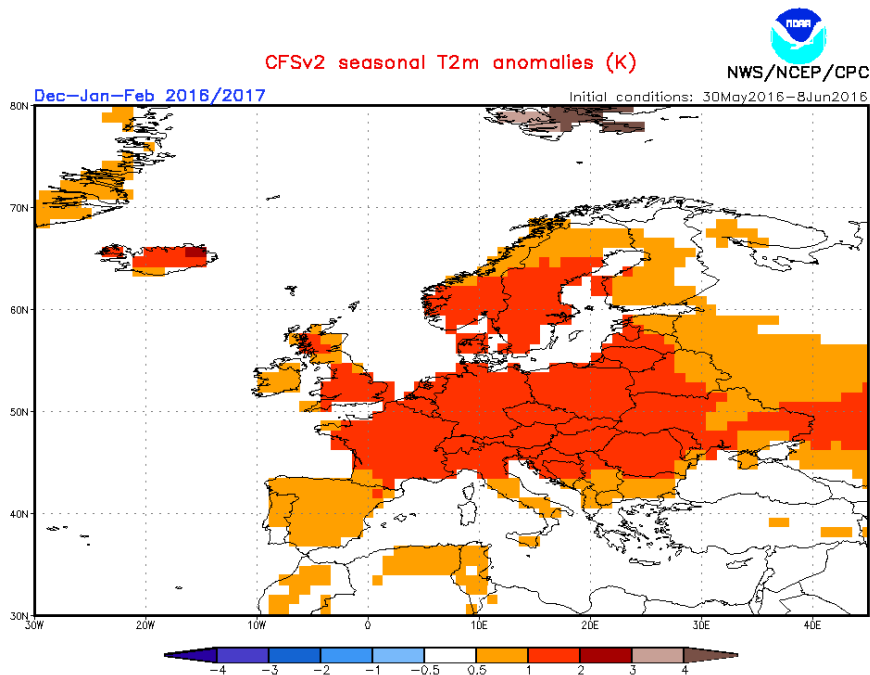 NOAA
CFSv2 seasonal T2m anomalies (K)
NWS/NCEP/CPC
Dec-Jan-Feb 2016/2017
Initial conditions: 30May2016-8Jun2016
80N
70N
60N
50N
40N
30N
30W 20W 10W 0 10E 20E 30E 40E
-4 -3 -2 -1 -0.5 0.5 1 2 3 4